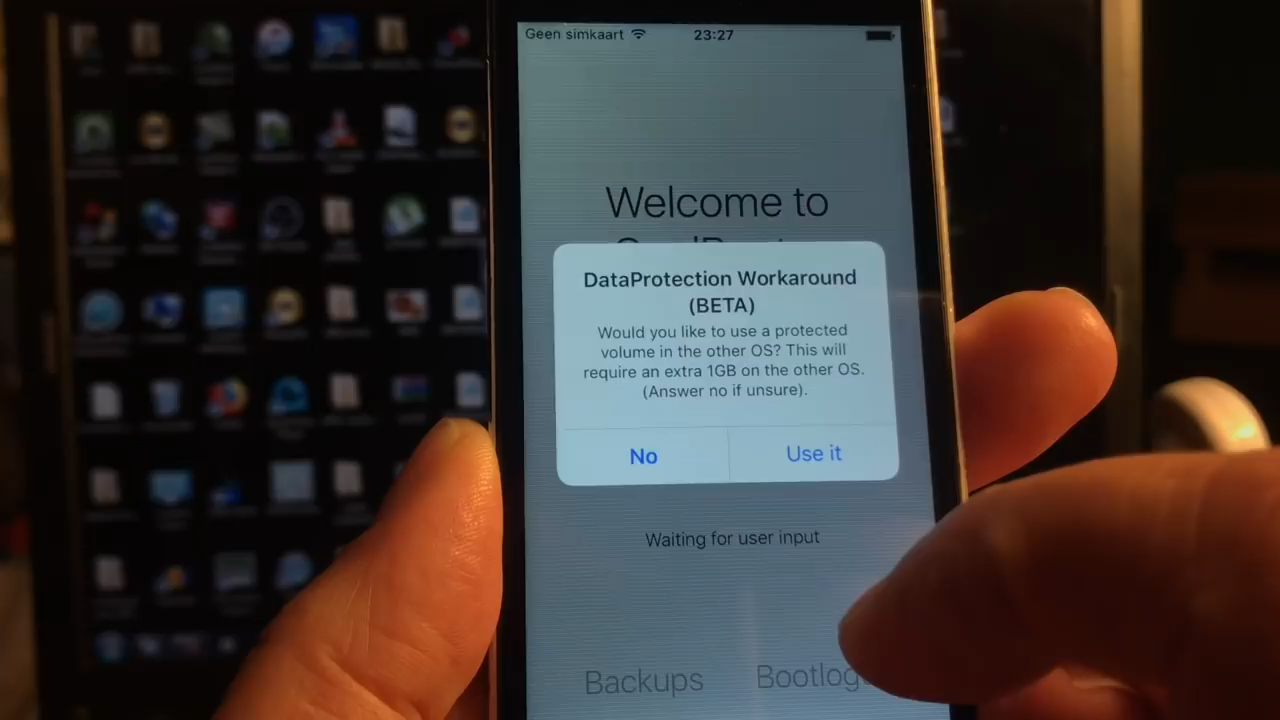 Geen simkaart 23:27
Welcome to
DataProtection Workaround
(BETA)
Would you like to use a protected
volume in the other OS? This will
require an extra 1GB on the other OS.
(Answer no if unsure).
No Use it
Waiting for user input
Backups